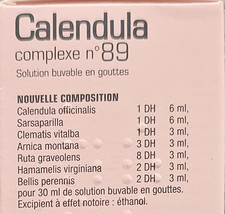 Calendula
complexe n°89
Solution buvable en gouttes
NOUVELLE COMPOSITION
Calendula officinalis 1 DH 6 ml,
Sarsaparilla 1 DH 6 ml,
Clematis vitalba 1 DH 3 ml,
Arnica montana 3 DH 3 ml,
Ruta graveolens 8 DH 3 ml,
Hamamelis virginiana 2 DH 3 ml,
Bellis perennis 2 DH 3 ml,
pour 30 ml de solution buvable en gouttes.
Excipient à effet notoire : éthanol.